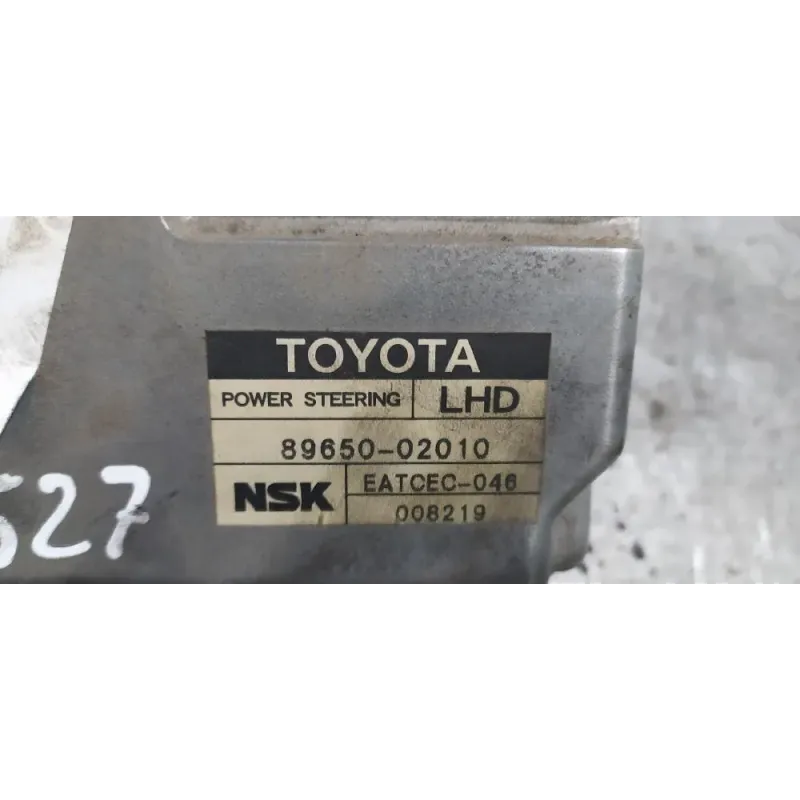 TOYOTA
POWER STEERING LHD
89650-02010
NSK EATCEC-046
008219
527